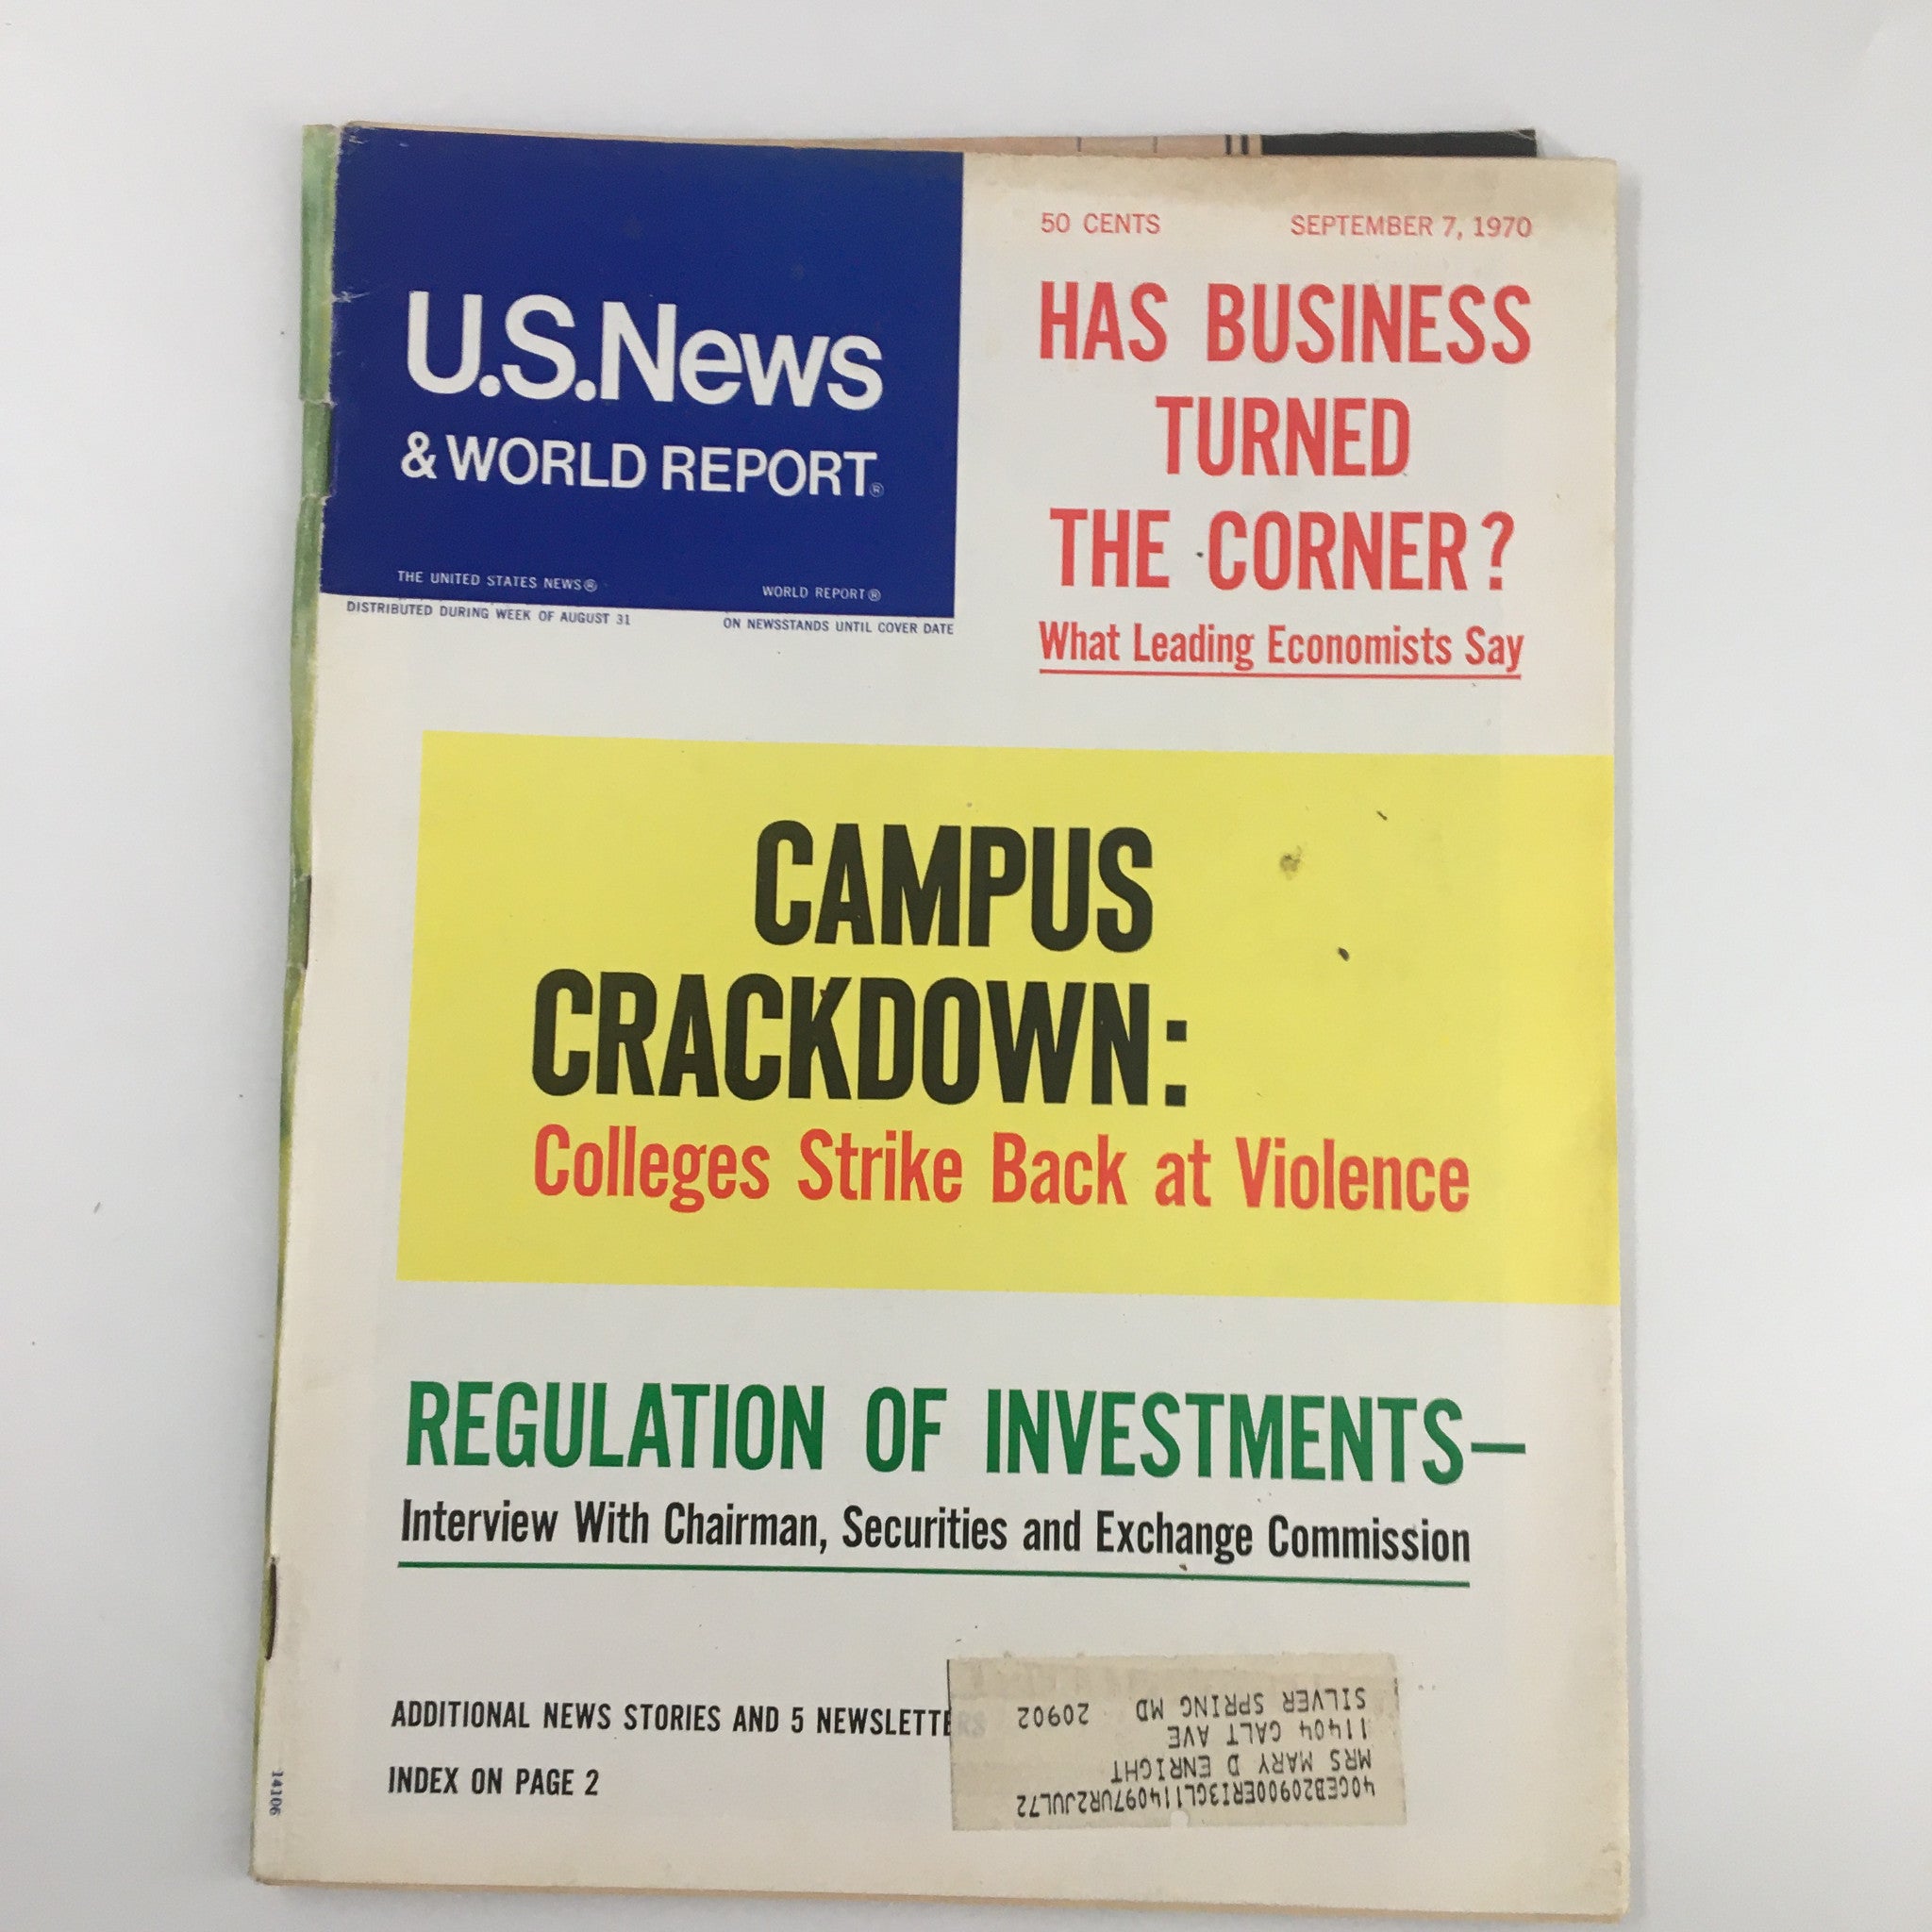 U.S.News
& WORLD REPORT®
THE UNITED STATES NEWS® WORLD REPORT®
DISTRIBUTED DURING WEEK OF AUGUST 31 ON NEWSSTANDS UNTIL COVER DATE
50 CENTS SEPTEMBER 7, 1970
HAS BUSINESS
TURNED
THE CORNER?
What Leading Economists Say
CAMPUS
CRACKDOWN:
Colleges Strike Back at Violence
REGULATION OF INVESTMENTS—
Interview With Chairman, Securities and Exchange Commission
ADDITIONAL NEWS STORIES AND 5 NEWSLETTERS
INDEX ON PAGE 2
14106
MRS MARY D ENRIGHT
11404 GALT AVE
SILVER SPRING MD 20902